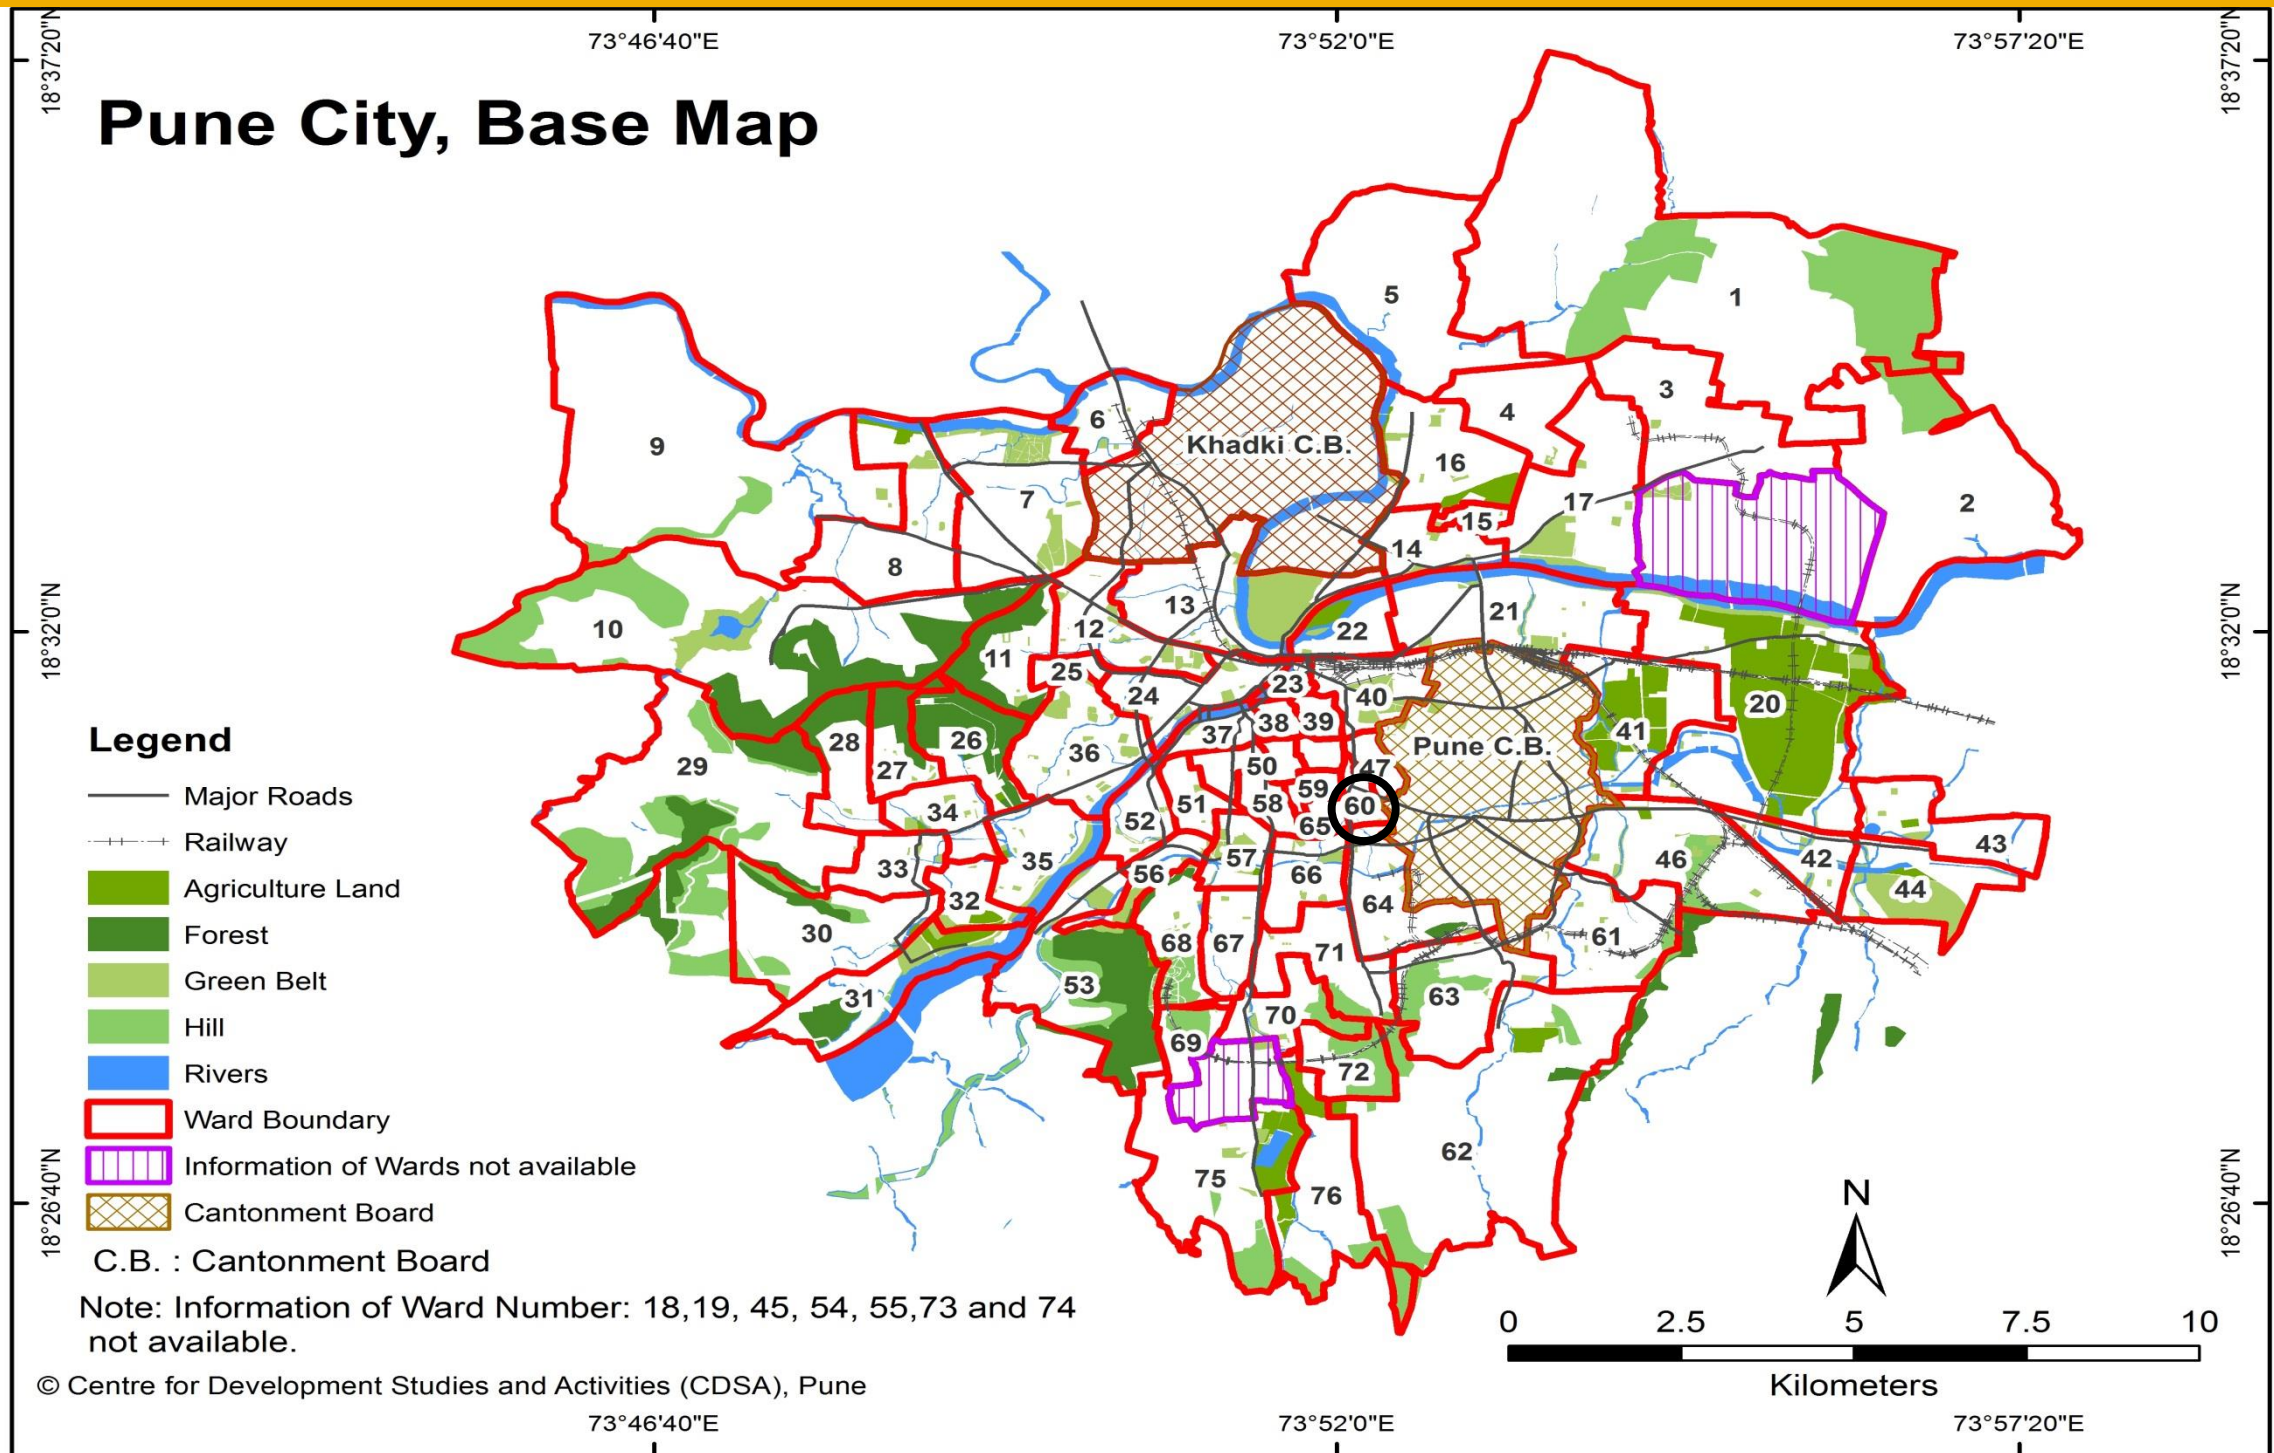 73°46'40"E
73°52'0"E
73°57'20"E
18°37'20"N
18°37'20"N
Pune City, Base Map
5
1
3
4
6
9
Khadki C.B.
16
7
17
2
15
14
8
13
21
10
12
22
11
25
23
24
40
20
38
39
37
41
28
26
Pune C.B.
36
29
50
47
27
59
51
58
60
34
52
65
43
35
57
46
42
33
56
66
44
32
64
30
61
68
67
71
53
63
31
70
69
72
62
75
76
18°32'0"N
18°32'0"N
Legend
Major Roads
Railway
Agriculture Land
Forest
Green Belt
Hill
Rivers
Ward Boundary
Information of Wards not available
Cantonment Board
C.B. : Cantonment Board
Note: Information of Ward Number: 18,19, 45, 54, 55,73 and 74
not available.
© Centre for Development Studies and Activities (CDSA), Pune
18°26'40"N
18°26'40"N
N
0 2.5 5 7.5 10
Kilometers
73°46'40"E
73°52'0"E
73°57'20"E